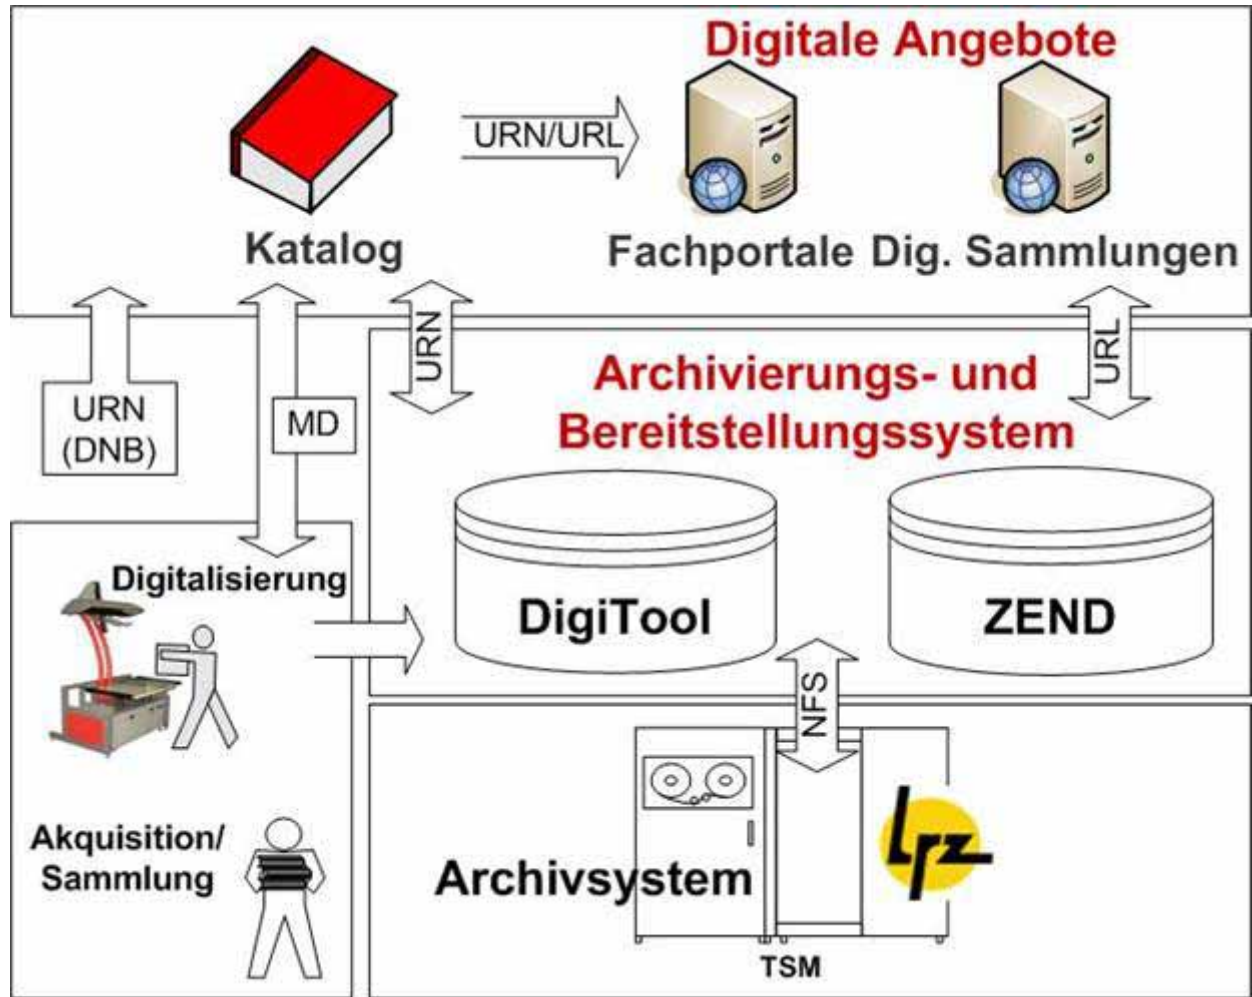 Digitale Angebote
URN/URL
Katalog
Fachportale Dig. Sammlungen
URN
(DNB)
MD
URN
URL
Archivierungs- und
Bereitstellungssystem
DigiTool
ZEND
Digitalisierung
NFS
Akquisition/
Sammlung
Archivsystem
lrz
TSM